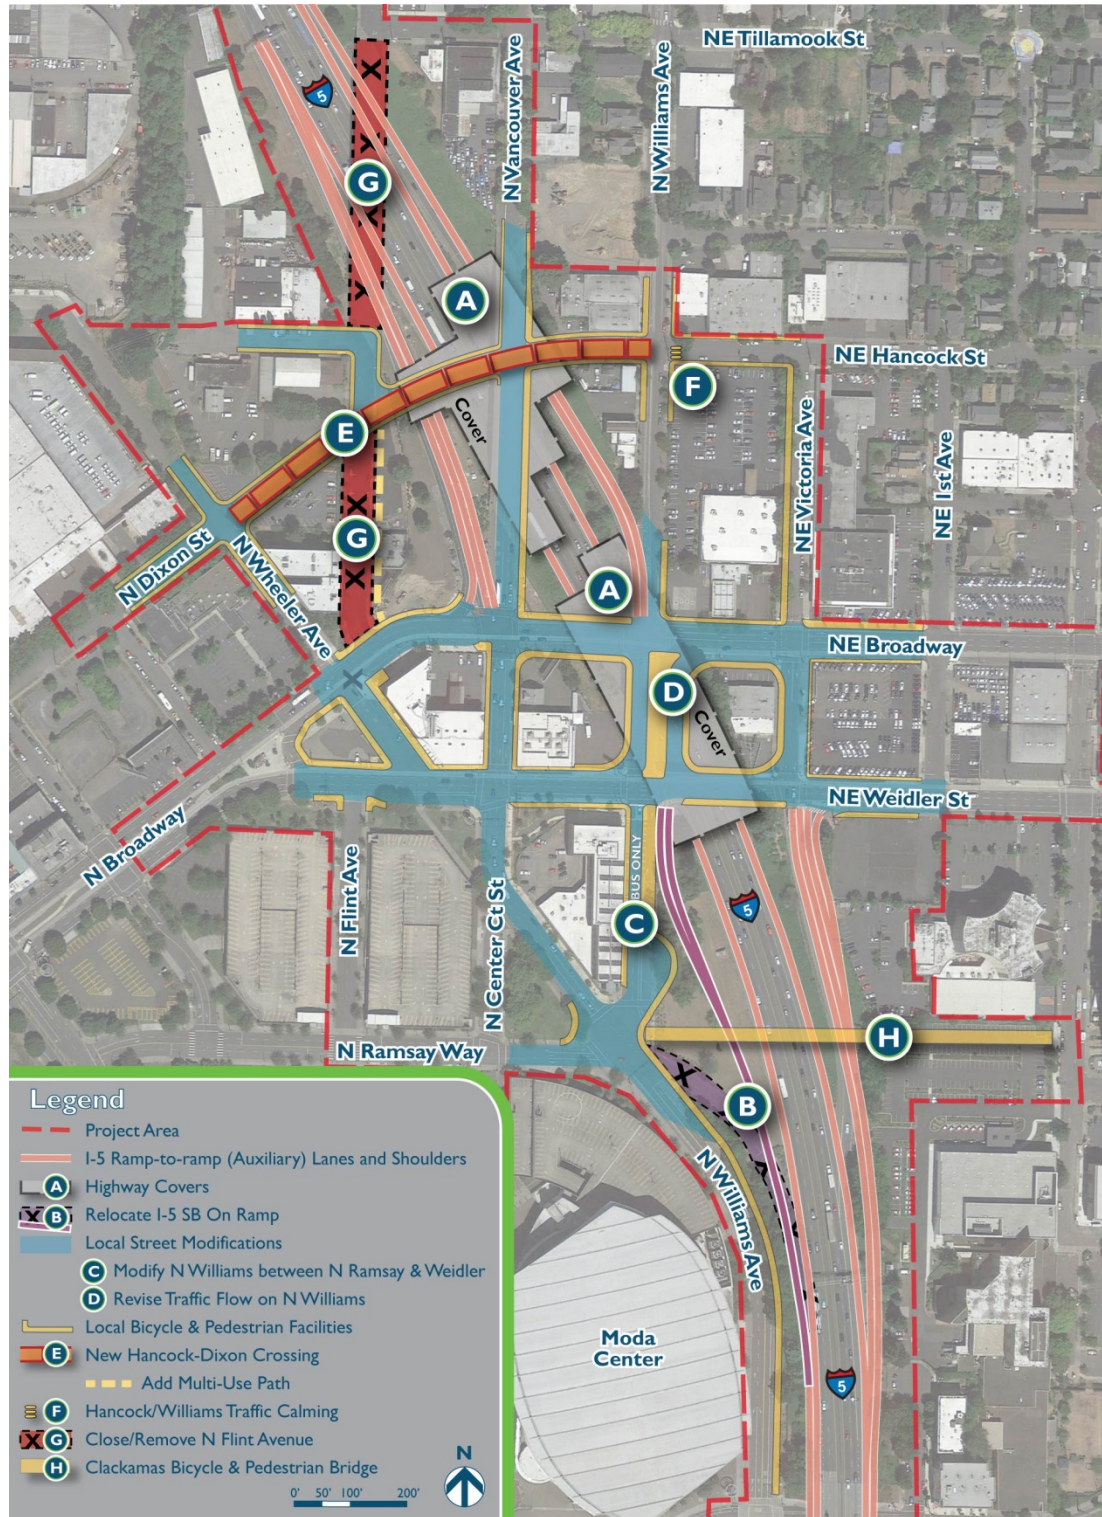 NE Tillamook St
N Vancouver Ave
N Williams Ave
5
G
A
NE Hancock St
F
Cover
E
NE Victoria Ave
NE 1st Ave
G
N Dixon St
N Wheeler Ave
A
NE Broadway
D
Cover
NE Weidler St
N Broadway
N Flint Ave
N Center Ct St
BUS ONLY
C
5
H
N Ramsay Way
B
N Williams Ave
Moda
Center
5
Legend
Project Area
I-5 Ramp-to-ramp (Auxiliary) Lanes and Shoulders
A Highway Covers
X B Relocate I-5 SB On Ramp
Local Street Modifications
C Modify N Williams between N Ramsay & Weidler
D Revise Traffic Flow on N Williams
Local Bicycle & Pedestrian Facilities
E New Hancock-Dixon Crossing
Add Multi-Use Path
F Hancock/Williams Traffic Calming
X G Close/Remove N Flint Avenue
H Clackamas Bicycle & Pedestrian Bridge
N
0' 50' 100' 200'